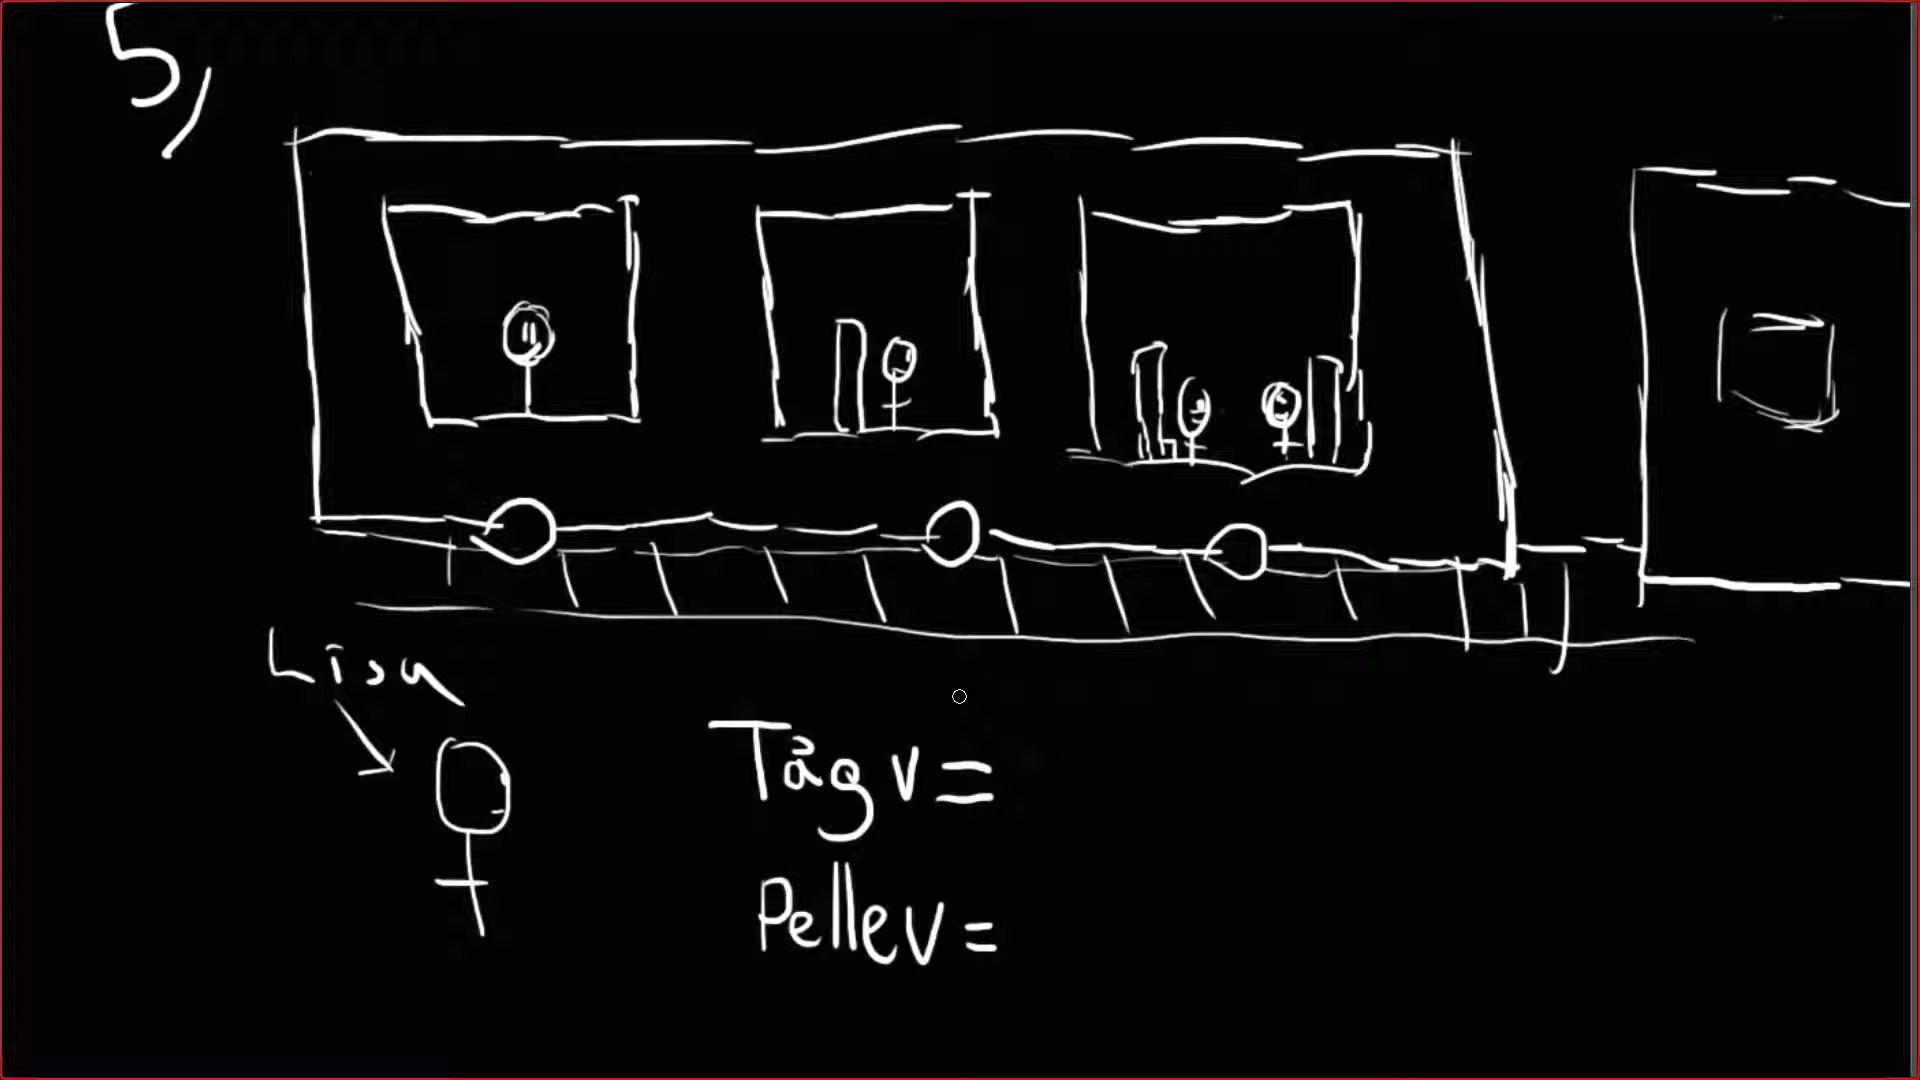 5,
Lisa
Tåg v =
Pelle v =